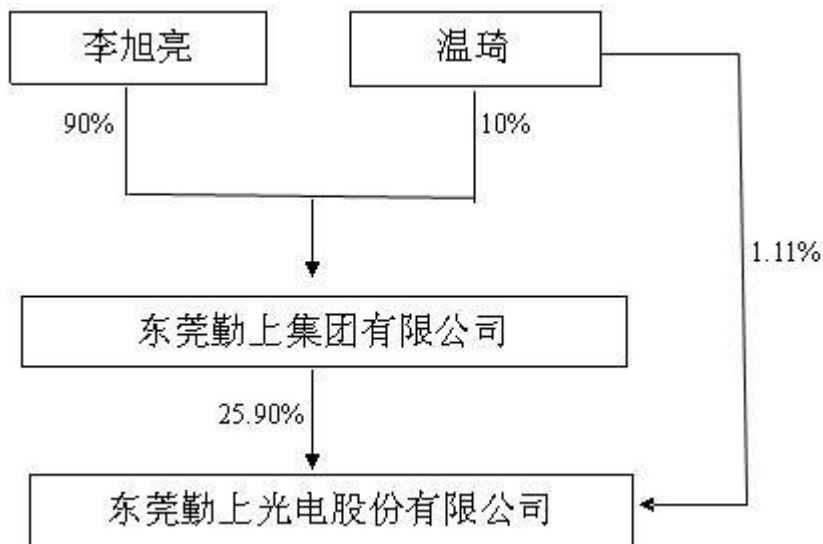 李旭亮
温琦
90%
10%
1.11%
东莞勤上集团有限公司
25.90%
东莞勤上光电股份有限公司